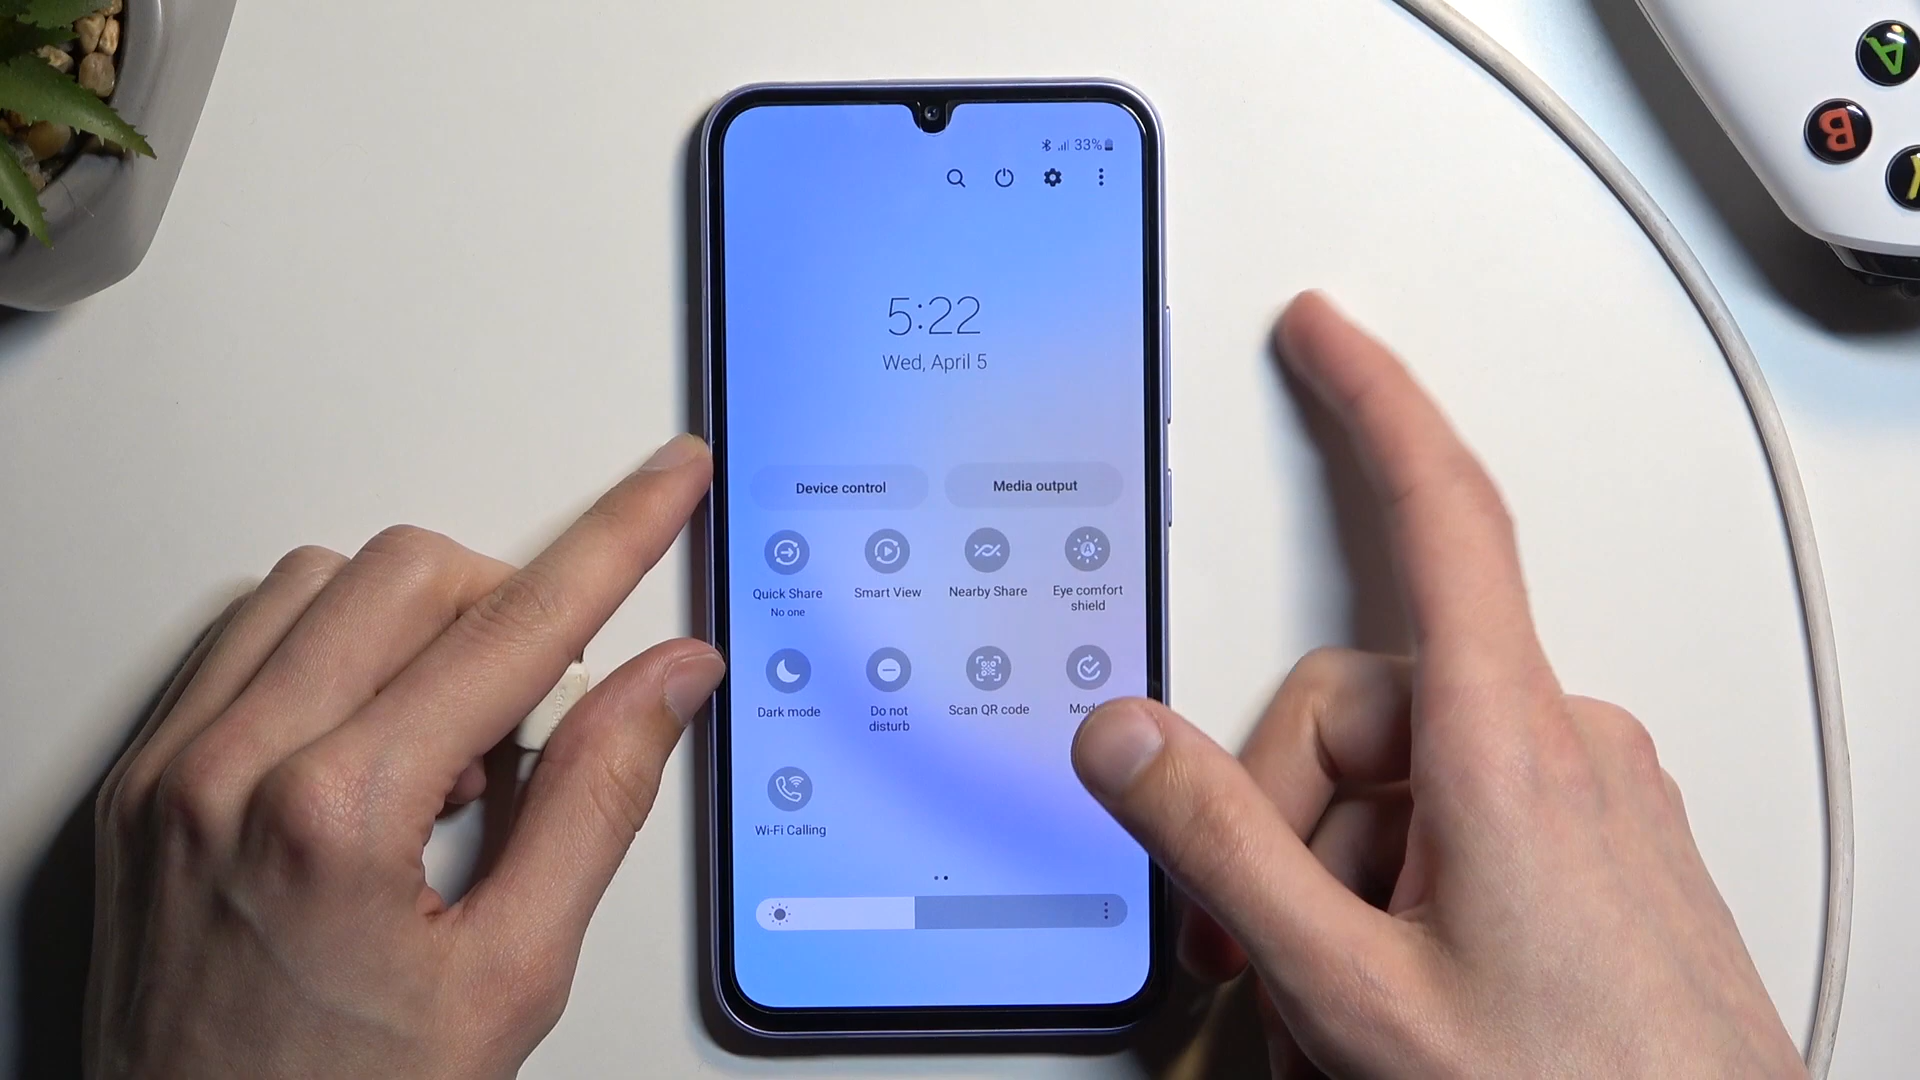 33%
5:22
Wed, April 5
Device control
Media output
Quick Share
No one
Smart View
Nearby Share
Eye comfort
shield
Dark mode
Do not
disturb
Scan QR code
Wi-Fi Calling
A
B
Y